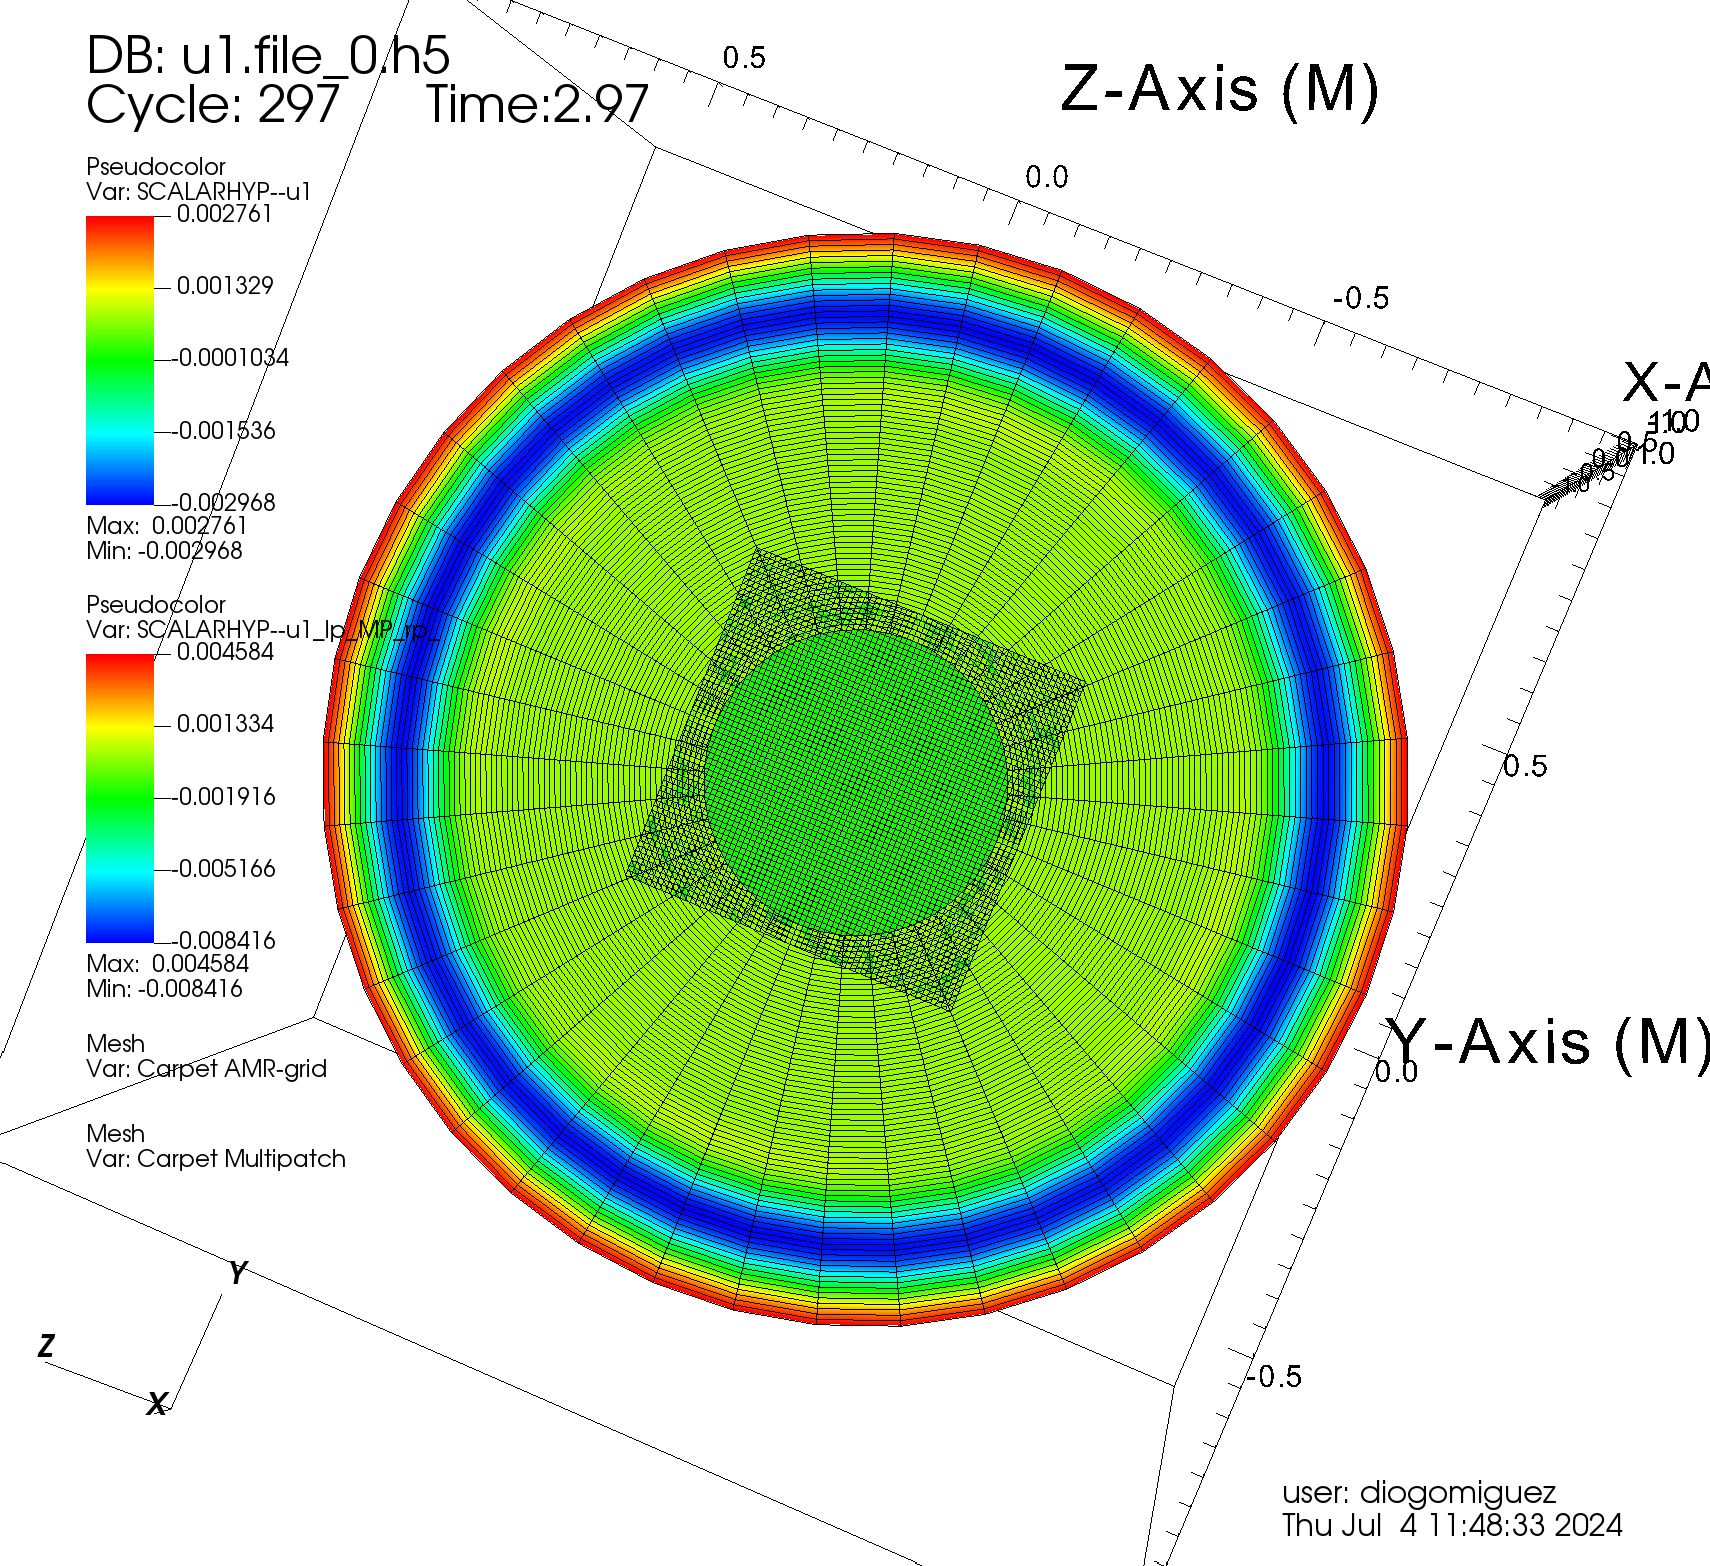 DB: u1.file_0.h5
Cycle: 297 Time:2.97
Pseudocolor
Var: SCALARHYP--u1
0.002761
0.001329
-0.0001034
-0.001536
-0.002968
Max: 0.002761
Min: -0.002968
Pseudocolor
Var: SCALARHYP--u1_lp_MP_rp_
0.004584
0.001334
-0.001916
-0.005166
-0.008416
Max: 0.004584
Min: -0.008416
Mesh
Var: Carpet AMR-grid
Mesh
Var: Carpet Multipatch
Z-Axis (M)
0.5
0.0
-0.5
X-A
1.0
0.5
0.0
-0.5
Y-Axis (M)
Y
Z
X
user: diogomiguez
Thu Jul 4 11:48:33 2024